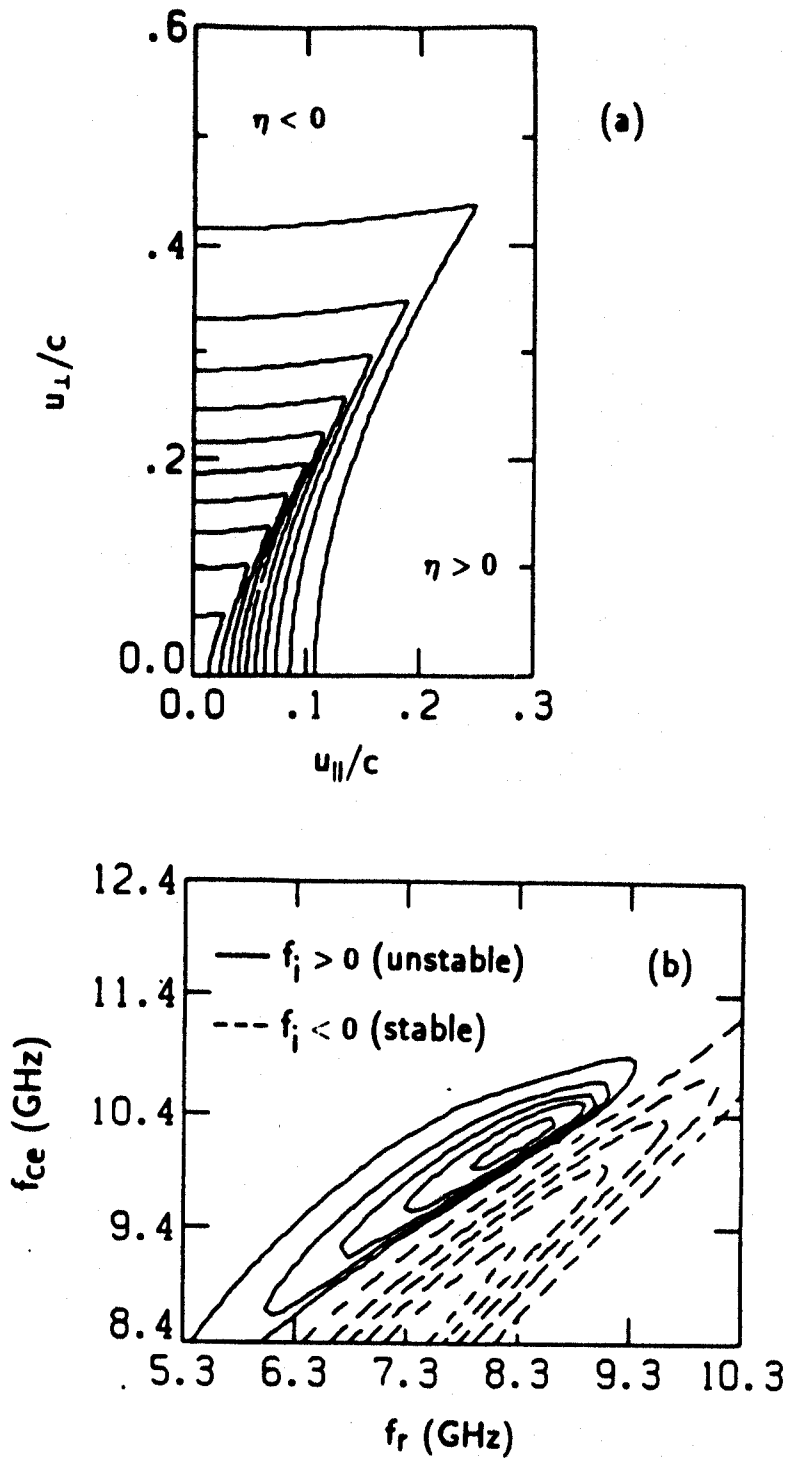 .6
η < 0
(a)
.4
u⊥/c
.2
η > 0
0.0
0.0 .1 .2 .3
u||/c
12.4
— f_i > 0 (unstable)
(b)
11.4
--- f_i < 0 (stable)
f_ce (GHz)
10.4
9.4
8.4
5.3 6.3 7.3 8.3 9.3 10.3
f_r (GHz)